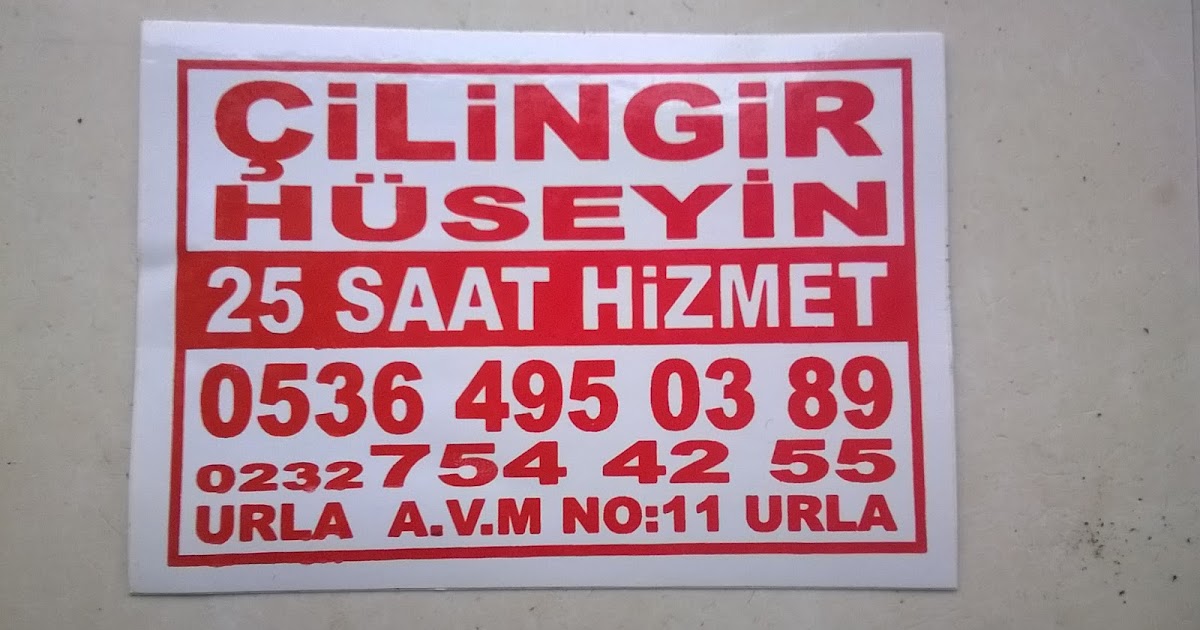 ÇİLİNGİR
HÜSEYİN
25 SAAT HİZMET
0536 495 03 89
0232 754 42 55
URLA A.V.M NO:11 URLA